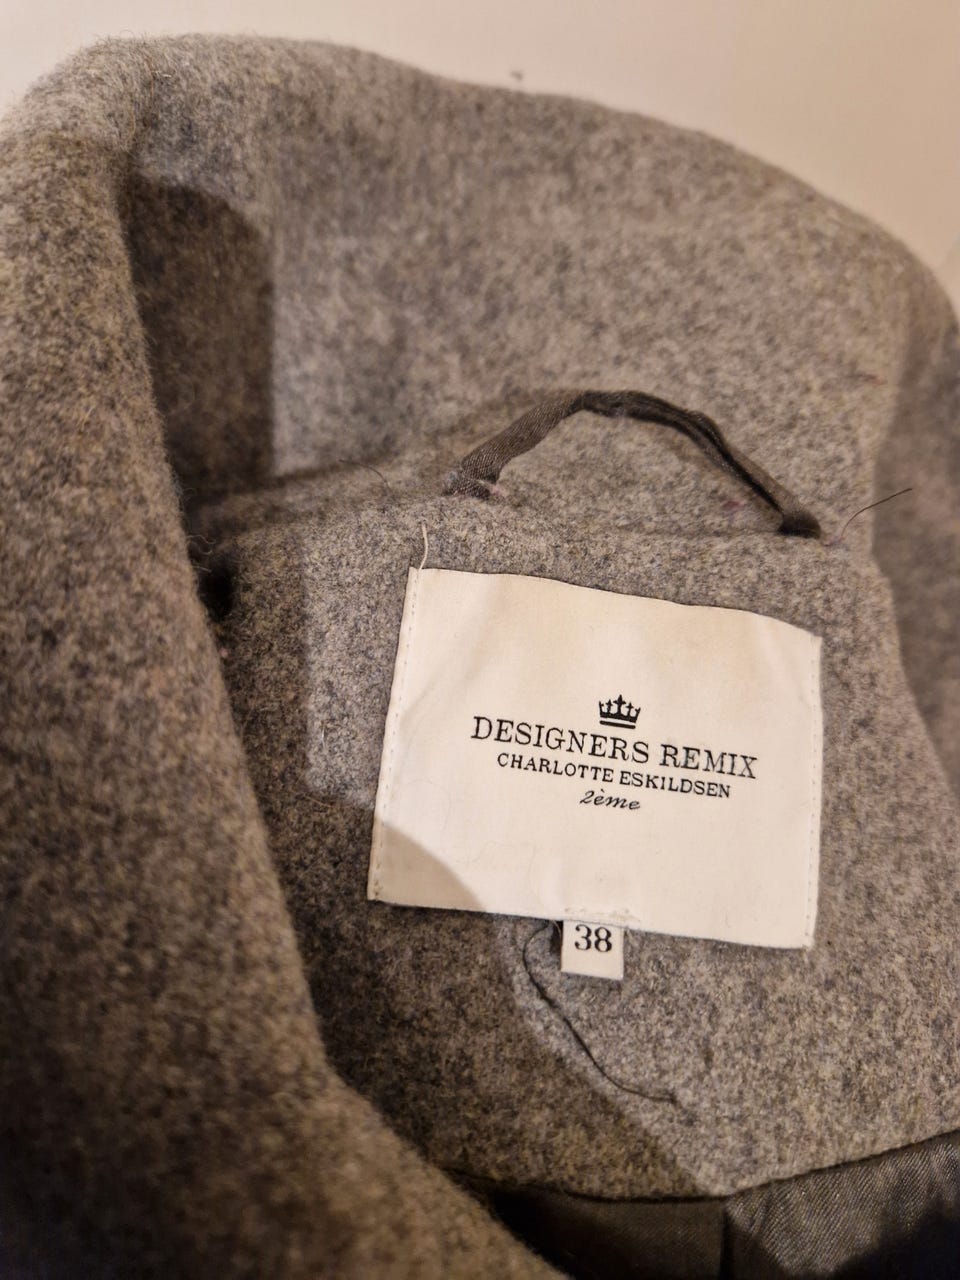 DESIGNERS REMIX
CHARLOTTE ESKILDSEN
2ème
38